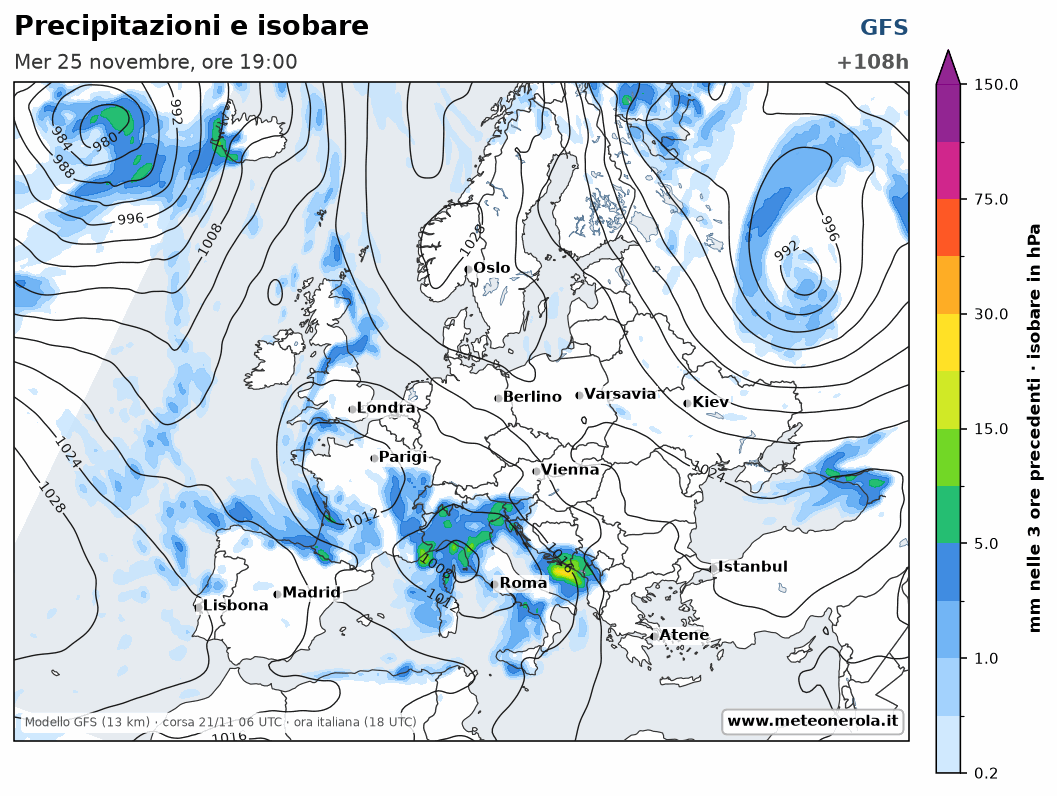 Precipitazioni e isobare
GFS
Mer 25 novembre, ore 19:00
+108h
992
984
980
988
996
1008
1028
Oslo
996
992
Londra
Berlino
Varsavia
Kiev
Parigi
Vienna
1024
1028
1012
1008
1016
Roma
Istanbul
Madrid
Lisbona
Atene
1016
Modello GFS (13 km) · corsa 21/11 06 UTC · ora italiana (18 UTC)
www.meteonerola.it
150.0
75.0
30.0
15.0
5.0
1.0
0.2
mm nelle 3 ore precedenti · isobare in hPa